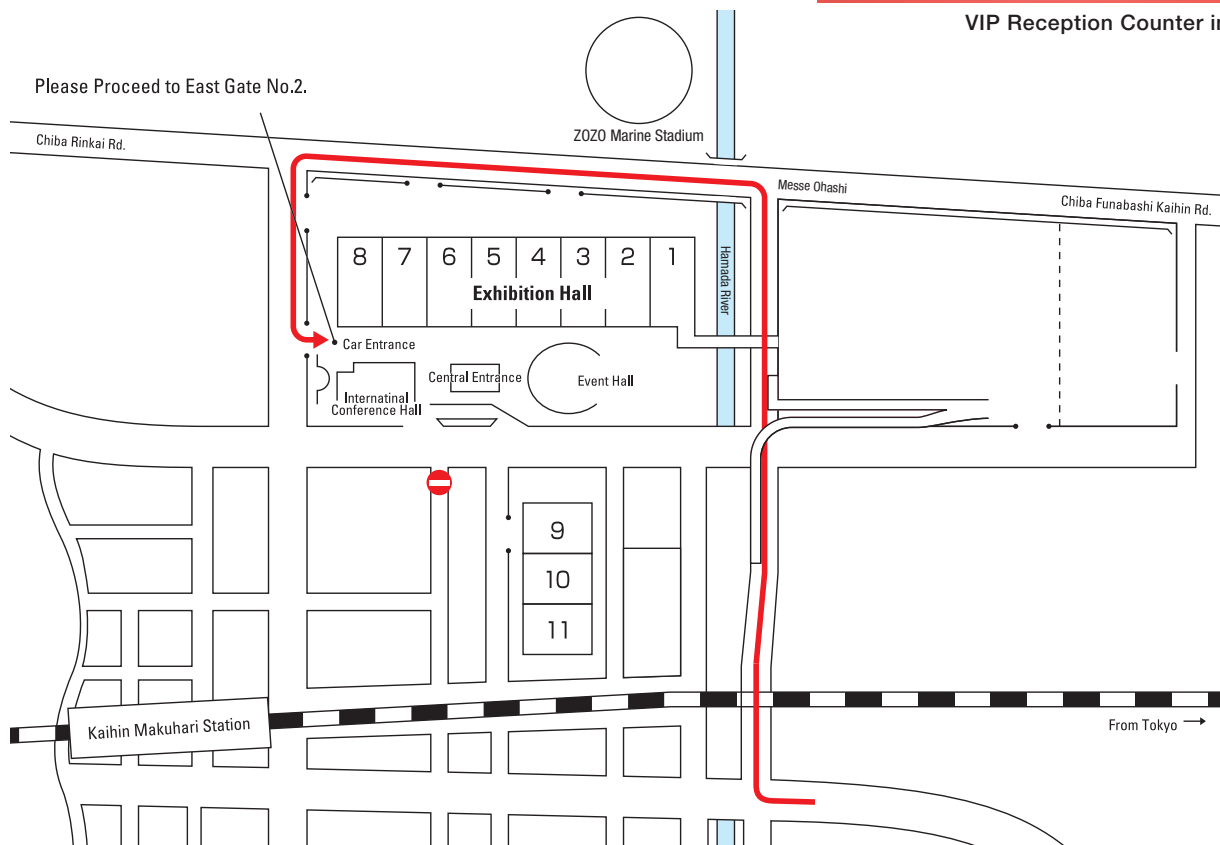 VIP Reception Counter i
Please Proceed to East Gate No.2.
Chiba Rinkai Rd.
ZOZO Marine Stadium
Messe Ohashi
Chiba Funabashi Kaihin Rd.
8 7 6 5 4 3 2 1
Exhibition Hall
Hamada River
Car Entrance
Central Entrance
Event Hall
Internatinal
Conference Hall
9
10
11
Kaihin Makuhari Station
From Tokyo